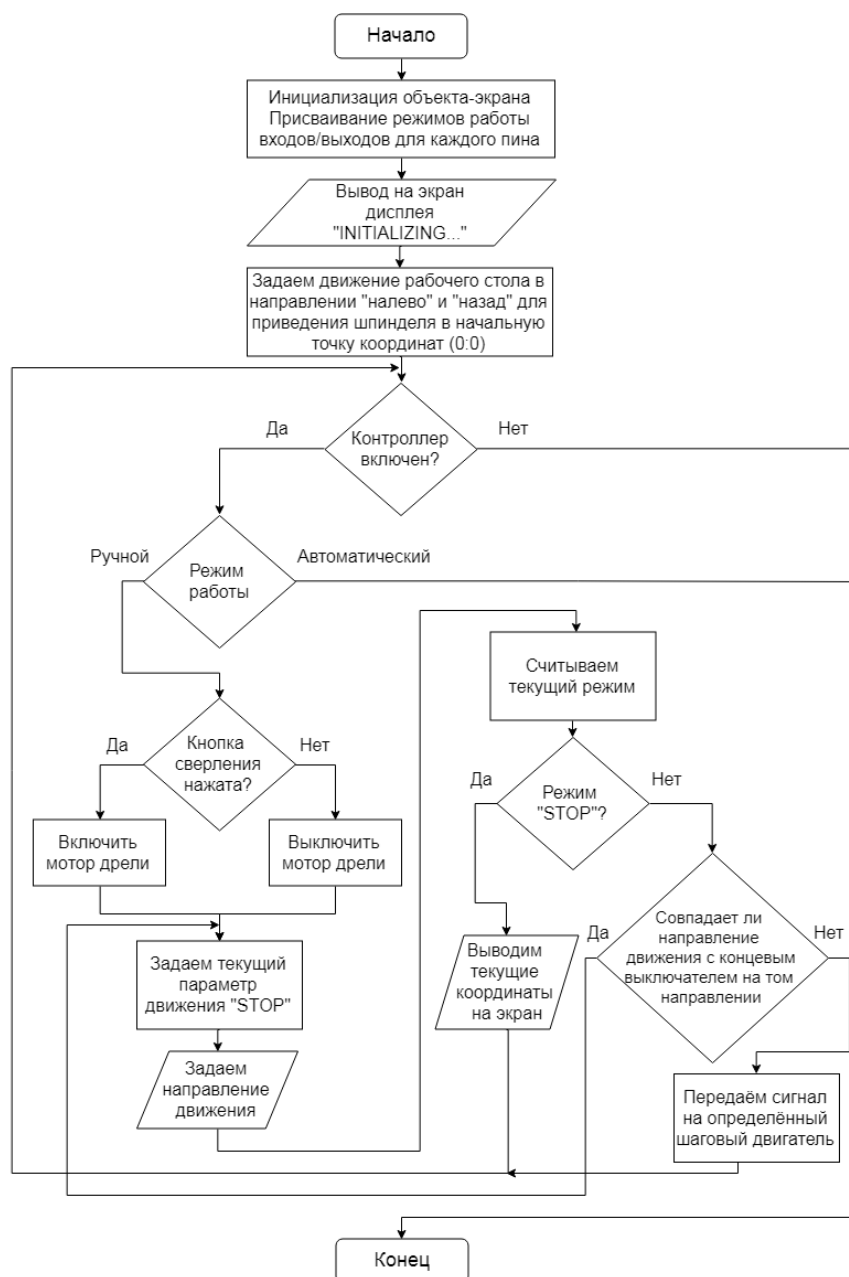 Начало
Инициализация объекта-экрана
Присваивание режимов работы
входов/выходов для каждого пина
Вывод на экран
дисплея
"INITIALIZING..."
Задаем движение рабочего стола в
направлении "налево" и "назад" для
приведения шпинделя в начальную
точку координат (0:0)
Да
Контроллер
включен?
Нет
Ручной
Режим
работы
Автоматический
Кнопка
сверления
нажата?
Да
Нет
Включить
мотор дрели
Выключить
мотор дрели
Задаем текущий
параметр
движения "STOP"
Задаем
направление
движения
Считываем
текущий режим
Да
Режим
"STOP"?
Нет
Выводим
текущие
координаты
на экран
Да
Совпадает ли
направление
движения с концевым
выключателем на том
направлении
Нет
Передаём сигнал
на определённый
шаговый двигатель
Конец